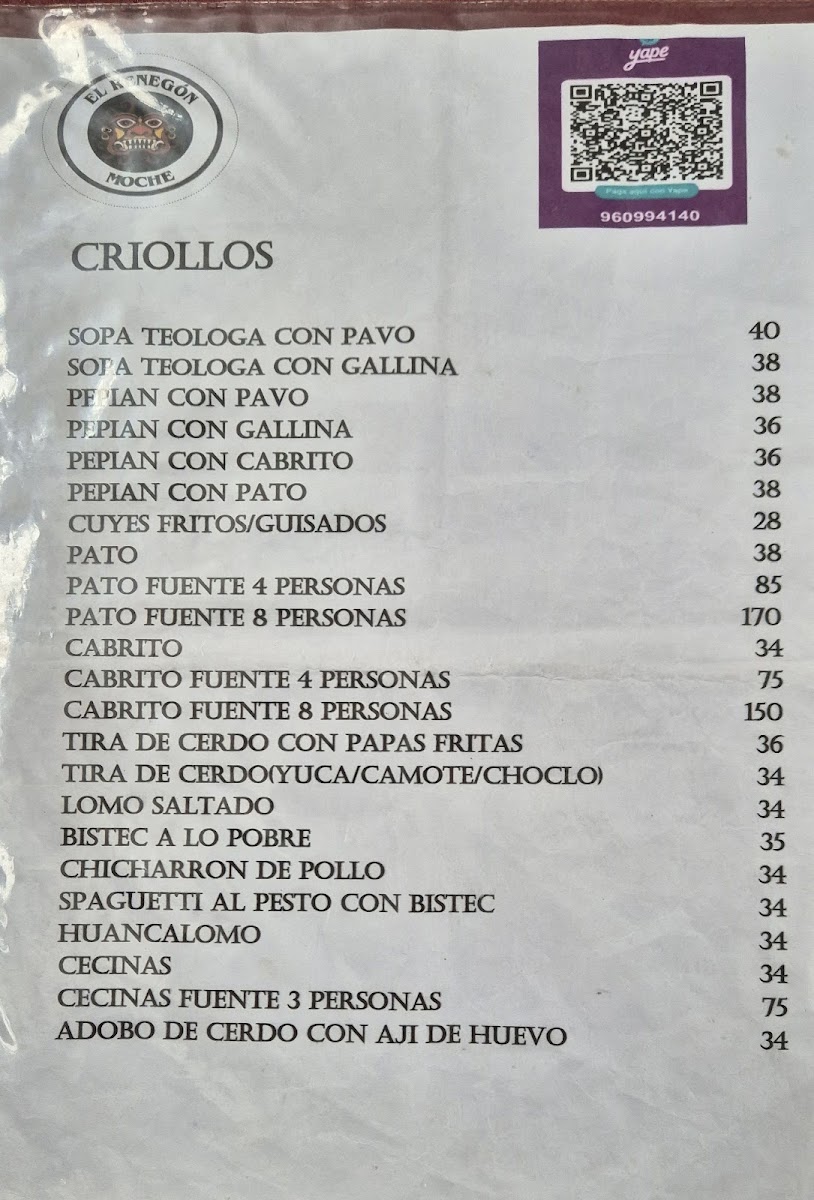 EL RENEGÓN
MOCHE
yape
Paga aquí con Yape
960994140
CRIOLLOS
SOPA TEOLOGA CON PAVO 40
SOPA TEOLOGA CON GALLINA 38
PEPIAN CON PAVO 38
PEPIAN CON GALLINA 36
PEPIAN CON CABRITO 36
PEPIAN CON PATO 38
CUYES FRITOS/GUISADOS 28
PATO 38
PATO FUENTE 4 PERSONAS 85
PATO FUENTE 8 PERSONAS 170
CABRITO 34
CABRITO FUENTE 4 PERSONAS 75
CABRITO FUENTE 8 PERSONAS 150
TIRA DE CERDO CON PAPAS FRITAS 36
TIRA DE CERDO(YUCA/CAMOTE/CHOCLO) 34
LOMO SALTADO 34
BISTEC A LO POBRE 35
CHICHARRON DE POLLO 34
SPAGUETTI AL PESTO CON BISTEC 34
HUANCALOMO 34
CECINAS 34
CECINAS FUENTE 3 PERSONAS 75
ADOBO DE CERDO CON AJI DE HUEVO 34